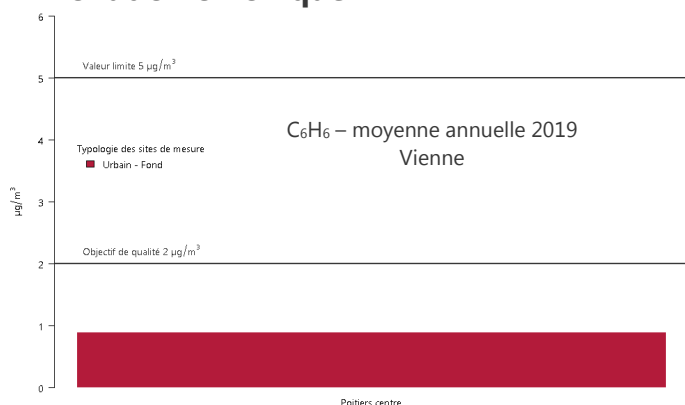 6
Valeur limite 5 µg/m³
5
C₆H₆ – moyenne annuelle 2019
Vienne
4
Typologie des sites de mesure
Urbain - Fond
µg/m³
3
Objectif de qualité 2 µg/m³
2
1
0
Poitiers centre